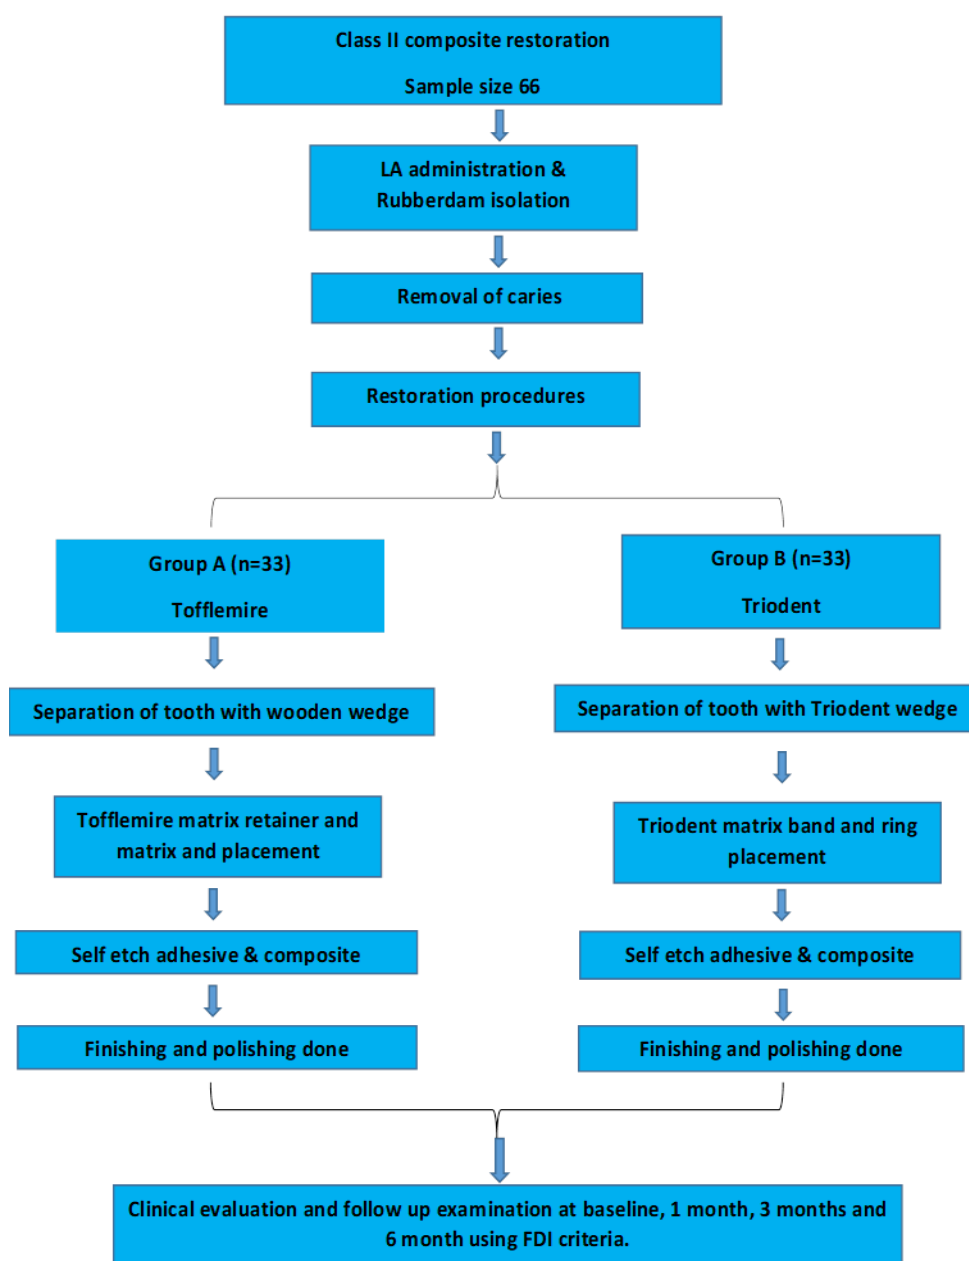 Class II composite restoration
Sample size 66
LA administration &
Rubberdam isolation
Removal of caries
Restoration procedures
Group A (n=33)
Tofflemire
Group B (n=33)
Triodent
Separation of tooth with wooden wedge
Separation of tooth with Triodent wedge
Tofflemire matrix retainer and
matrix and placement
Triodent matrix band and ring
placement
Self etch adhesive & composite
Self etch adhesive & composite
Finishing and polishing done
Finishing and polishing done
Clinical evaluation and follow up examination at baseline, 1 month, 3 months and
6 month using FDI criteria.